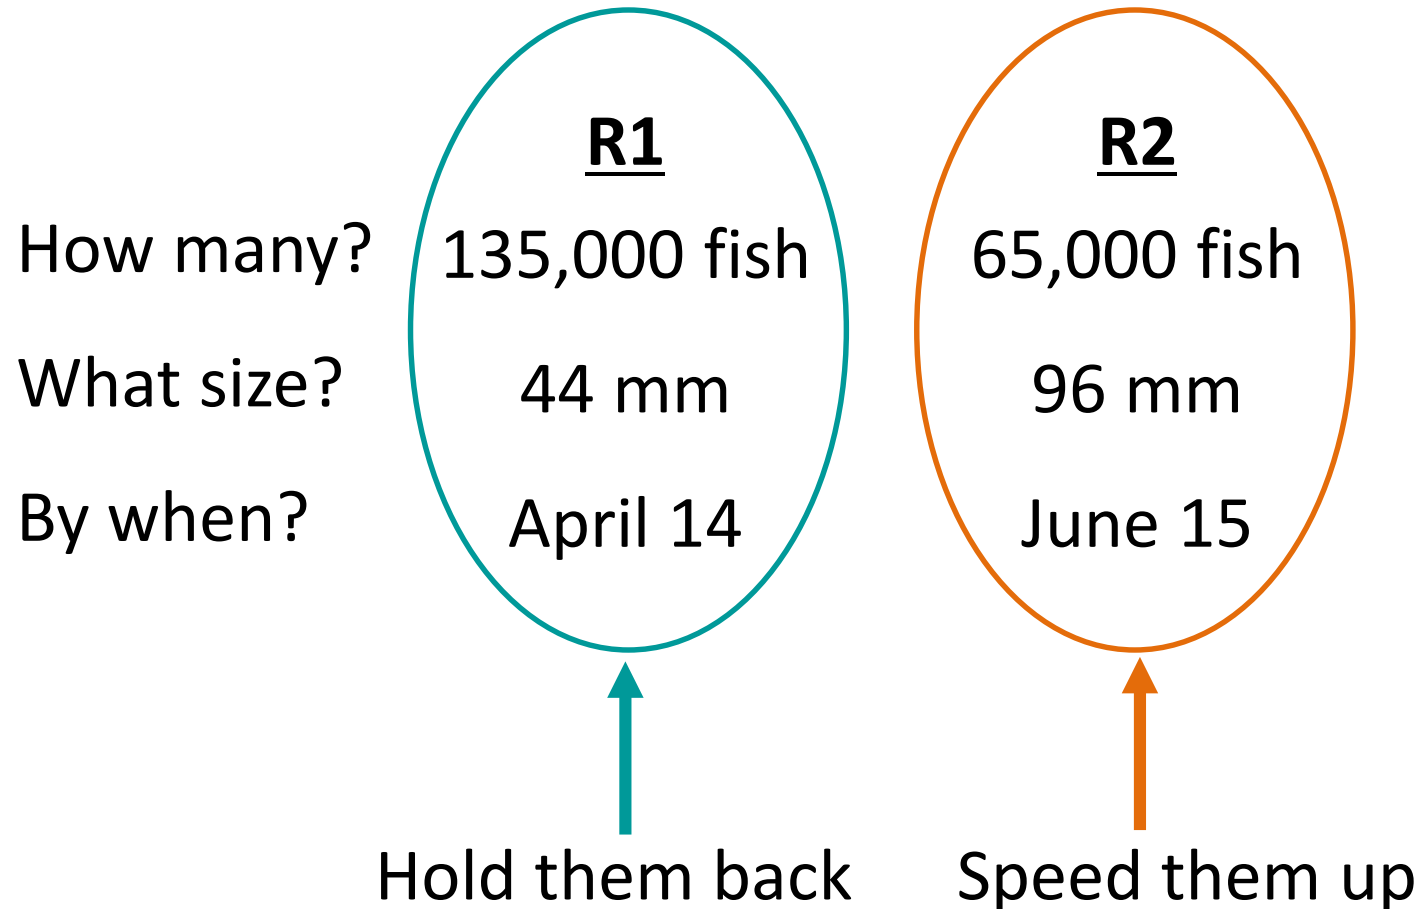 R1 R2
How many? 135,000 fish 65,000 fish
What size? 44 mm 96 mm
By when? April 14 June 15
Hold them back Speed them up